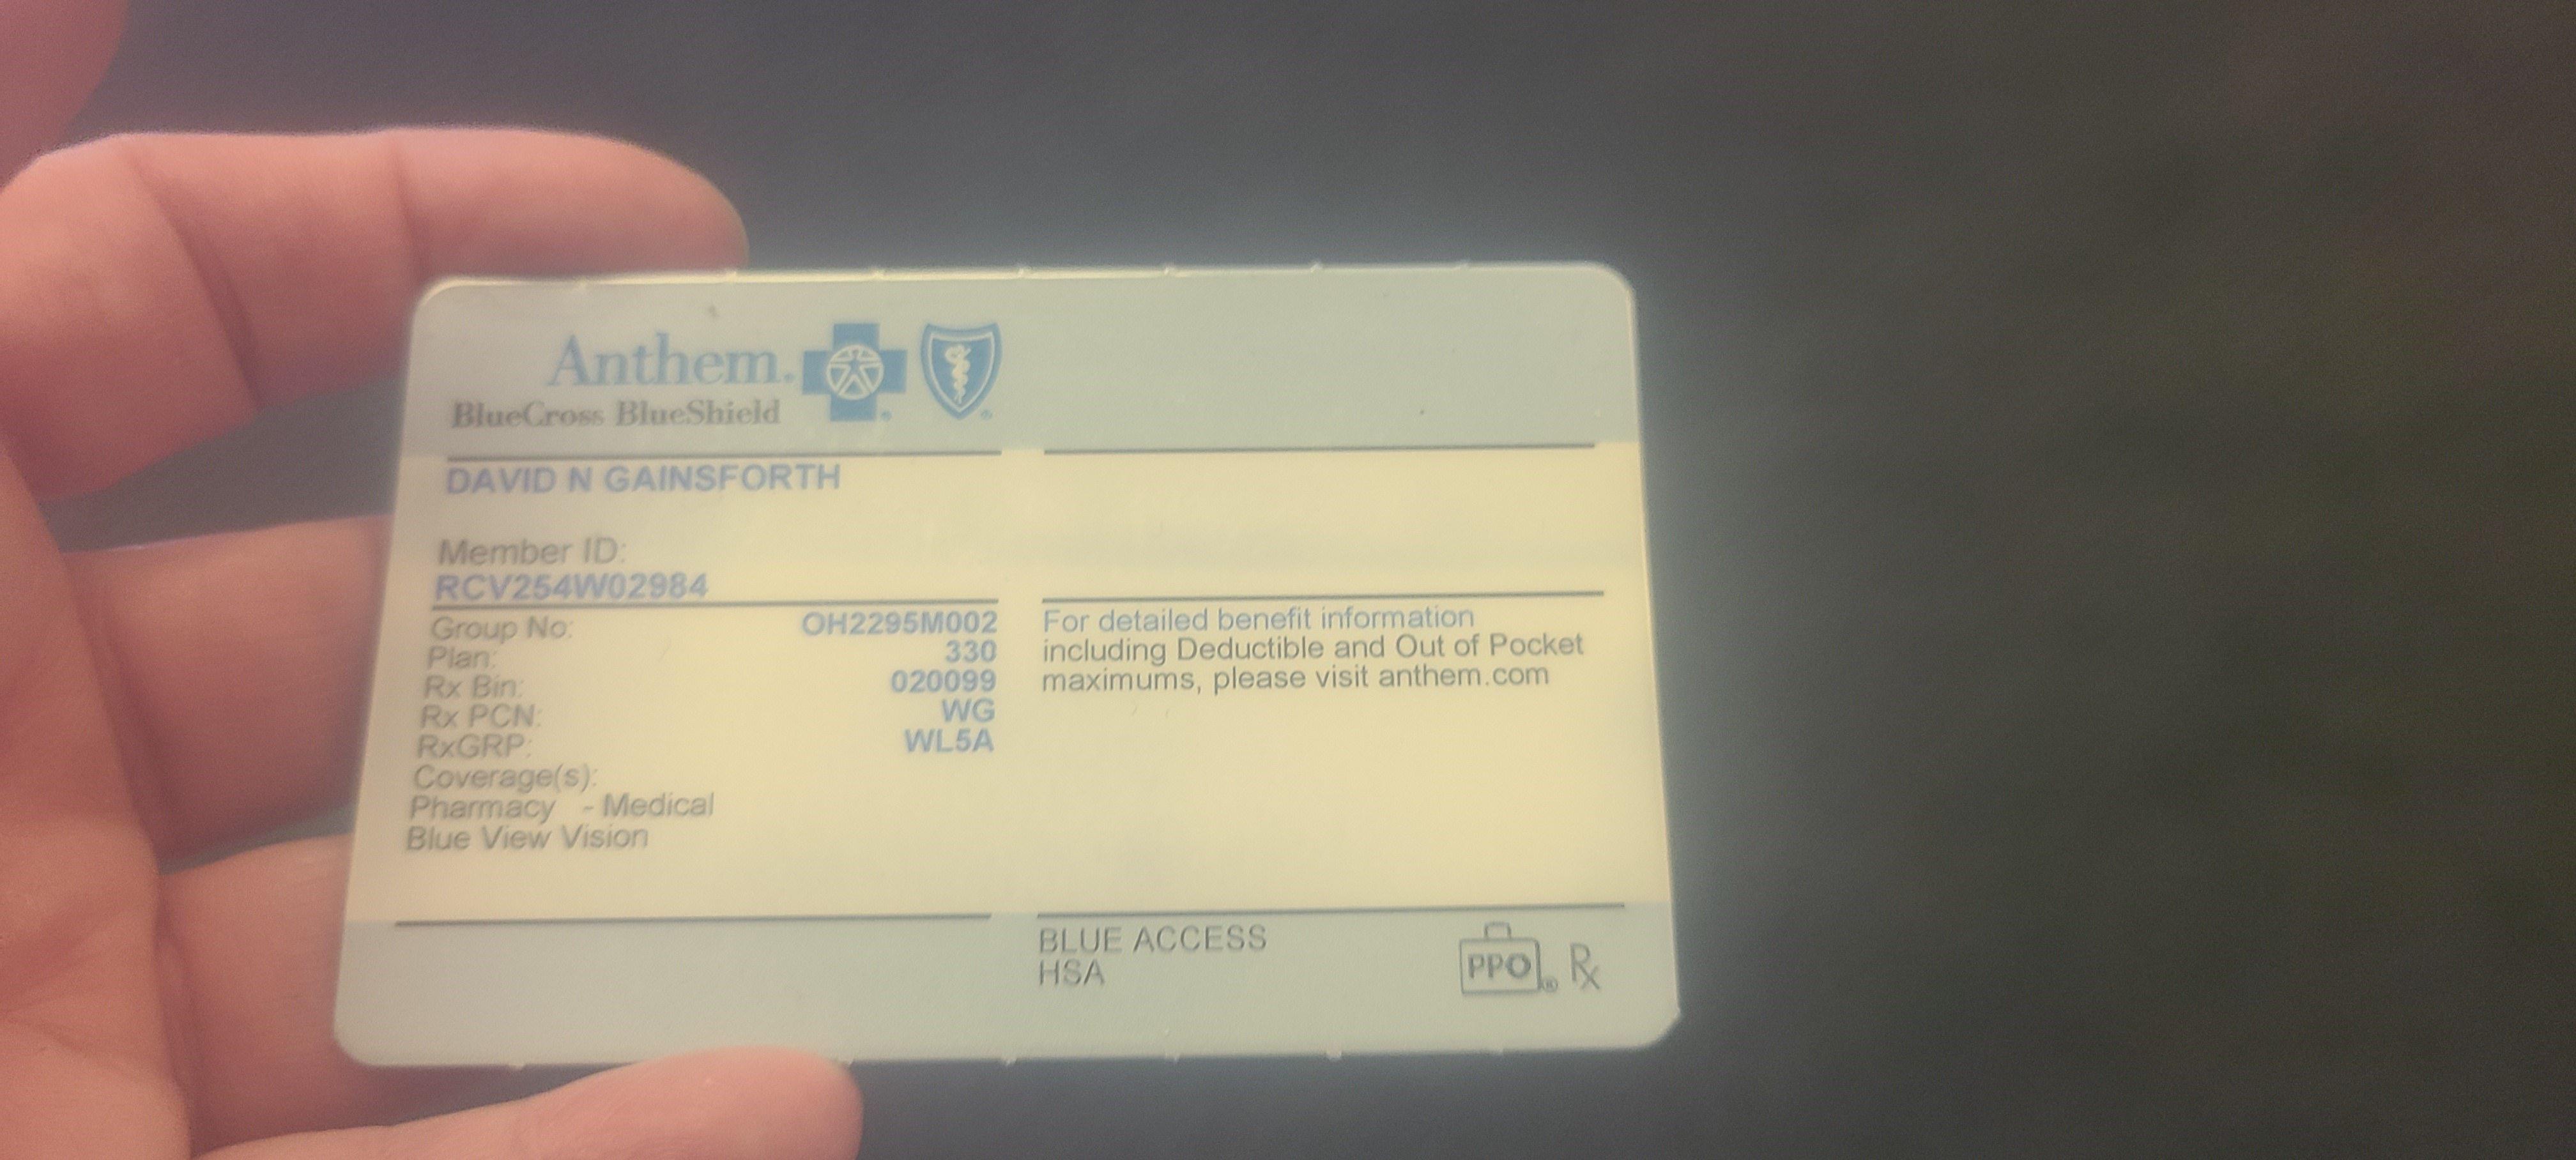 Anthem.
BlueCross BlueShield
DAVID N GAINSFORTH
Member ID:
RCV254W02984
Group No: OH2295M002
Plan: 330
Rx Bin: 020099
Rx PCN: WG
RxGRP: WL5A
Coverage(s):
Pharmacy - Medical
Blue View Vision
For detailed benefit information
including Deductible and Out of Pocket
maximums, please visit anthem.com
BLUE ACCESS
HSA
PPO® Rx